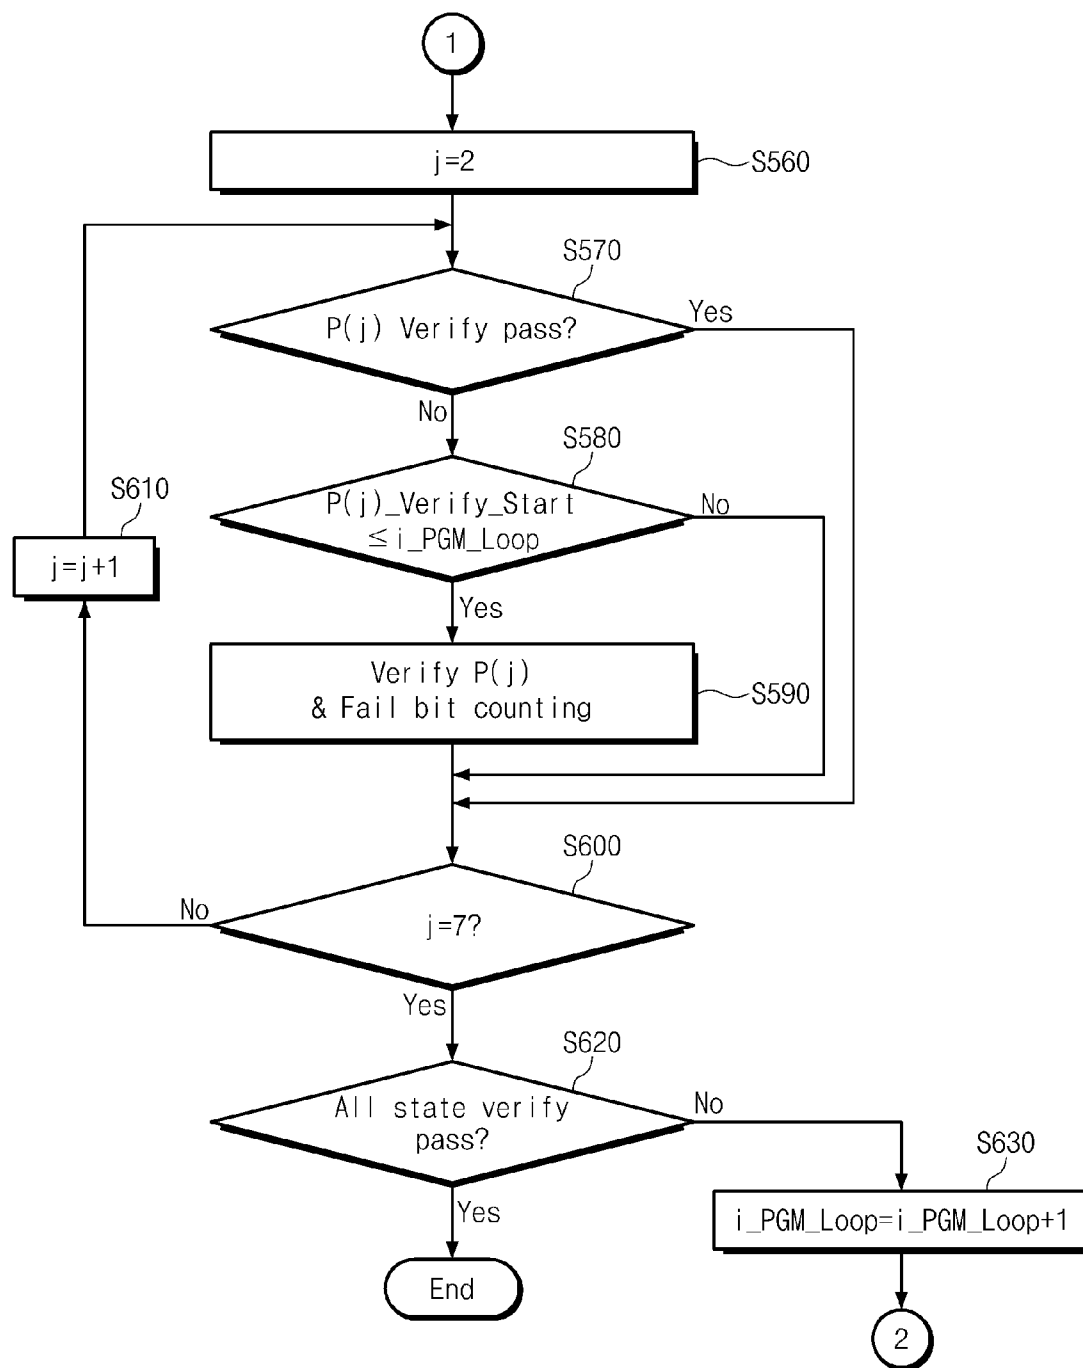 1
j=2
S560
S570
P(j) Verify pass?
Yes
No
S580
P(j)_Verify_Start
≤i_PGM_Loop
No
S610
j=j+1
Yes
Verify P(j)
& Fail bit counting
S590
S600
No
j=7?
Yes
S620
All state verify
pass?
No
S630
i_PGM_Loop=i_PGM_Loop+1
Yes
End
2